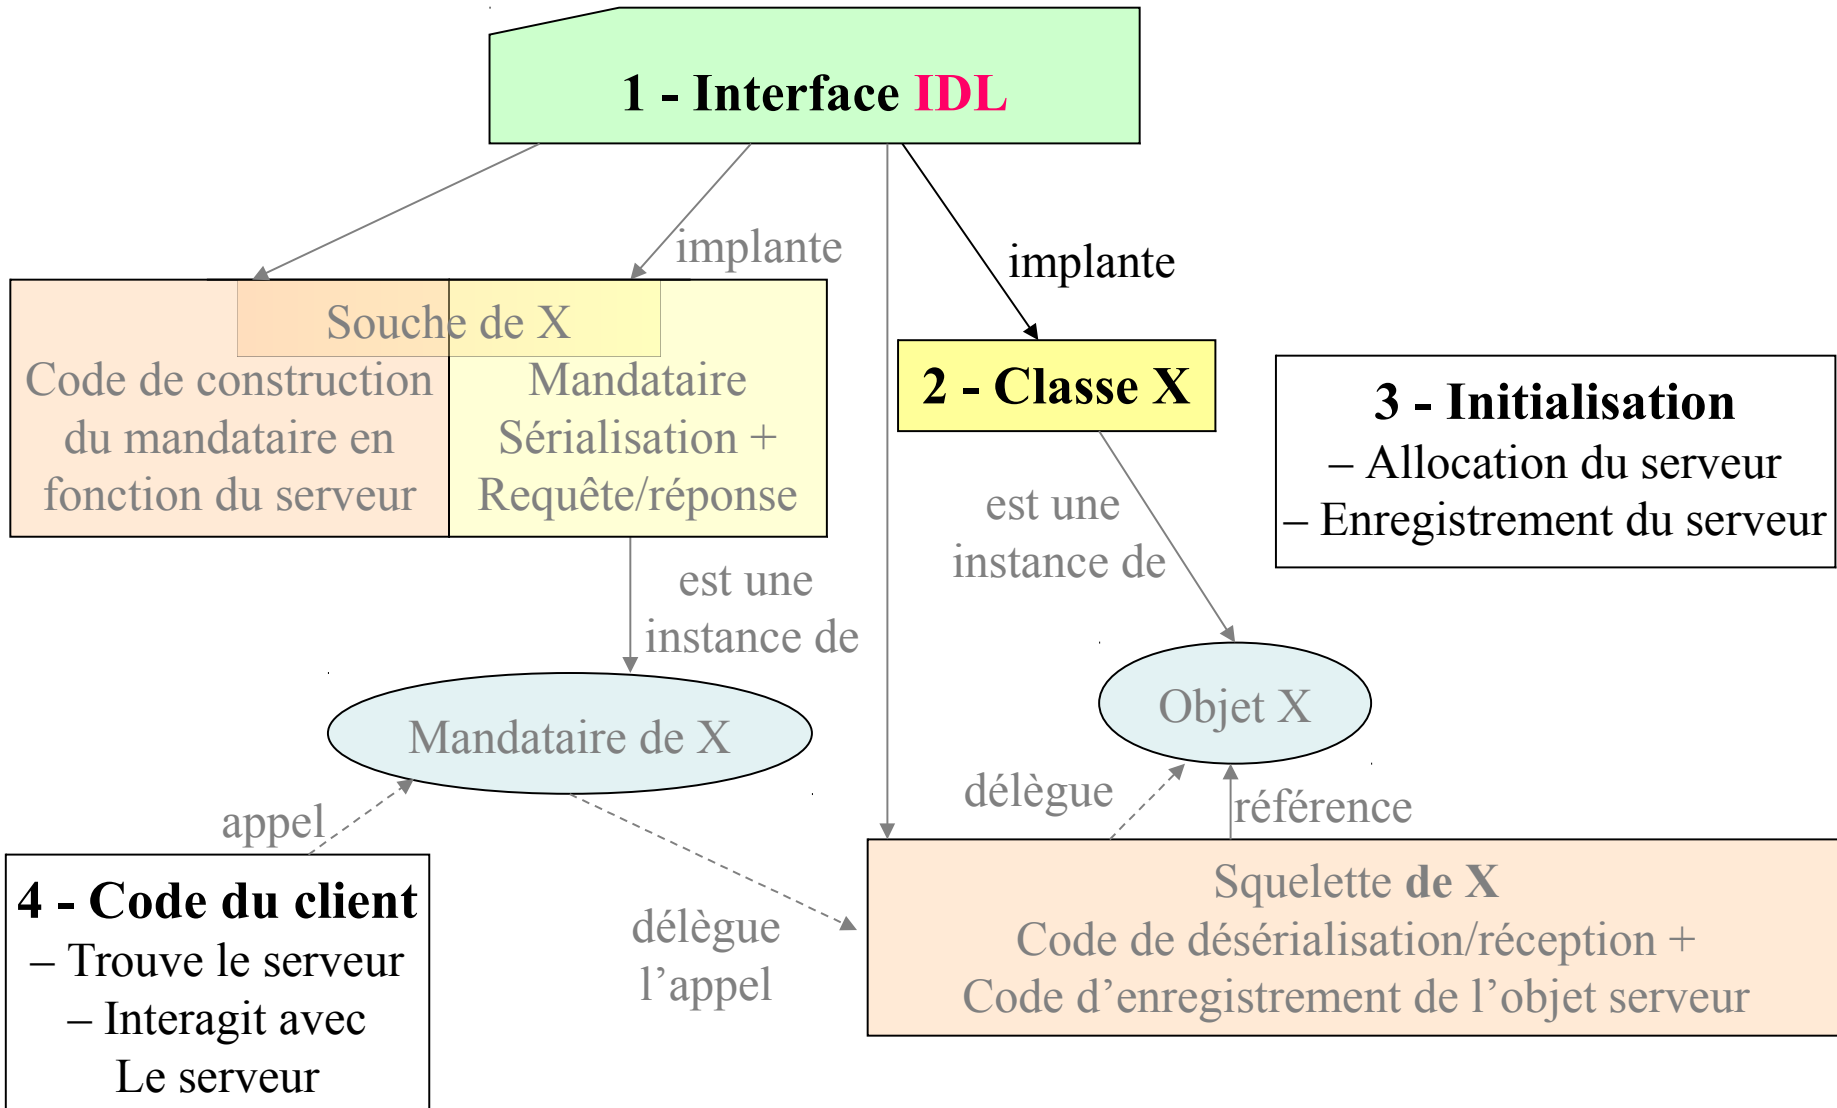 1 - Interface IDL
implante
implante
Souche de X
Code de construction
du mandataire en
fonction du serveur
Mandataire
Sérialisation +
Requête/réponse
2 - Classe X
3 - Initialisation
– Allocation du serveur
– Enregistrement du serveur
est une
instance de
est une
instance de
Mandataire de X
Objet X
appel
délègue
référence
4 - Code du client
– Trouve le serveur
– Interagit avec
Le serveur
délègue
l’appel
Squelette de X
Code de désérialisation/réception +
Code d’enregistrement de l’objet serveur